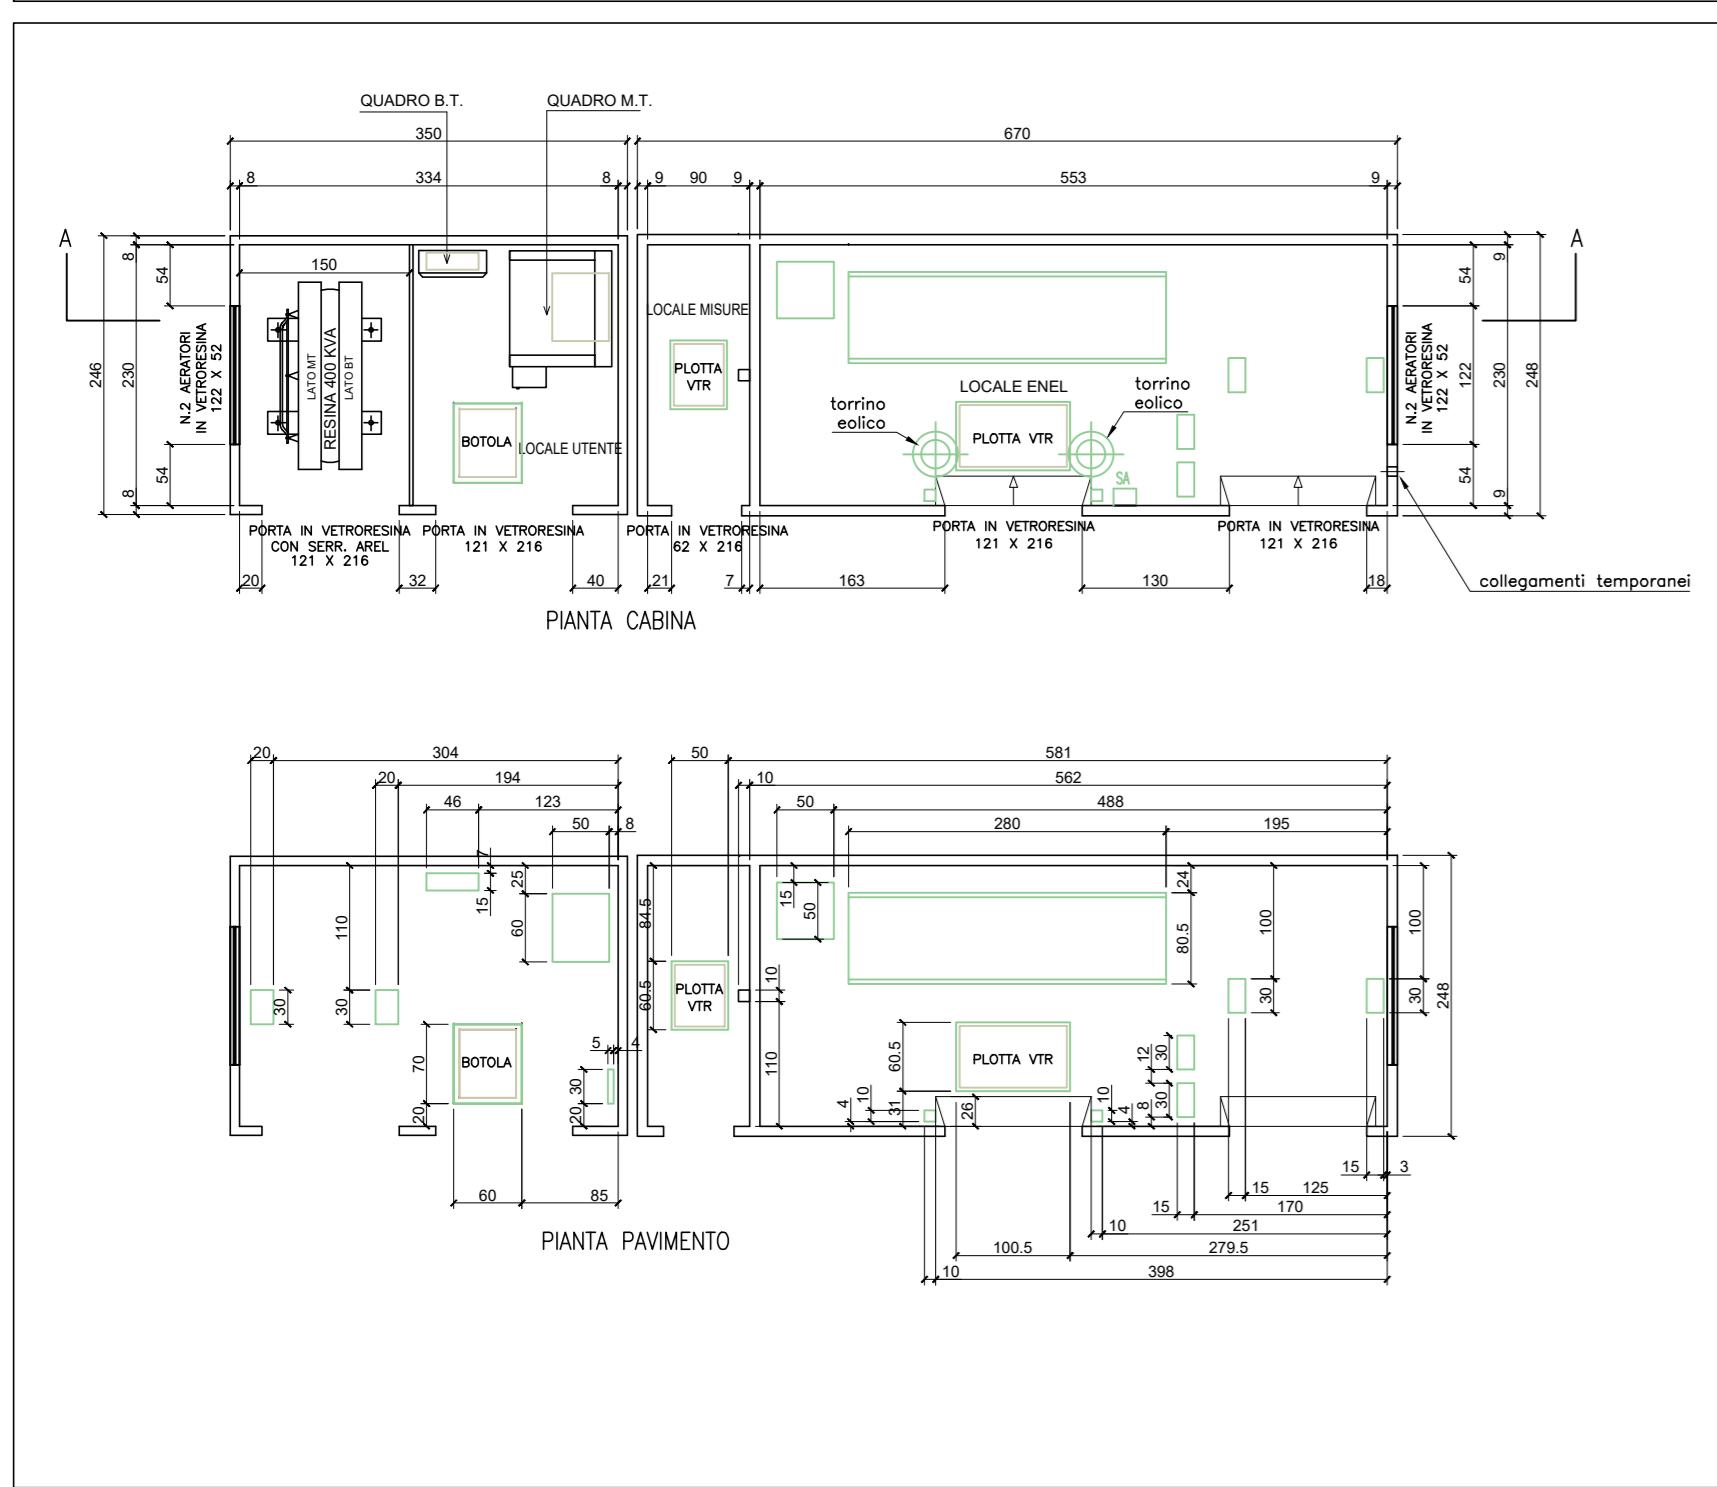 QUADRO B.T.
QUADRO M.T.
350
670
8
334
8
9
90
9
553
9
A
A
246
230
8
54
54
8
150
N.2 AERATORI
IN VETRORESINA
122 X 52
LATO MT
RESINA 400 KVA
LATO BT
BOTOLA
LOCALE UTENTE
LOCALE MISURE
PLOTTA
VTR
LOCALE ENEL
torrino
eolico
torrino
eolico
PLOTTA VTR
SA
N.2 AERATORI
IN VETRORESINA
122 X 52
54
122
54
9
230
9
248
PORTA IN VETRORESINA
CON SERR. AREL
121 X 216
PORTA IN VETRORESINA
121 X 216
PORTA IN VETRORESINA
62 X 216
PORTA IN VETRORESINA
121 X 216
PORTA IN VETRORESINA
121 X 216
20
32
40
21
7
163
130
18
collegamenti temporanei
PIANTA CABINA
20
304
50
581
20
194
10
562
46
123
50
488
50
8
280
195
7
15
25
60
110
30
30
84.5
60.5
15
50
10
110
24
80.5
100
30
100
30
248
PLOTTA
VTR
BOTOLA
70
20
5
4
30
20
PLOTTA VTR
60.5
31
4
10
26
10
4
12
30
30
8
15
3
15
125
15
170
10
251
60
85
100.5
279.5
10
398
PIANTA PAVIMENTO